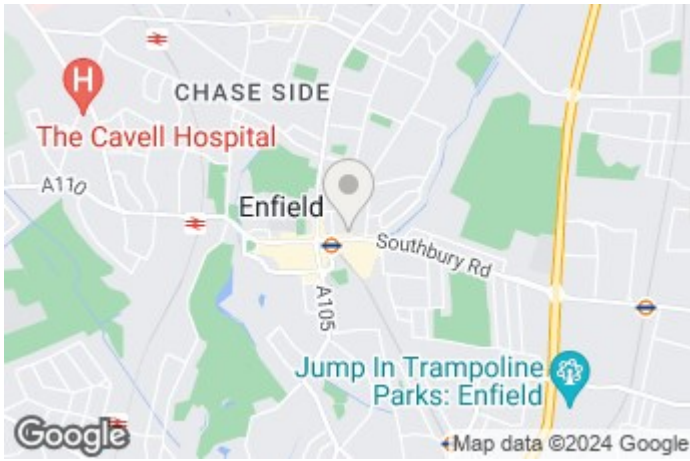 CHASE SIDE
H
The Cavell Hospital
A110
Enfield
Southbury Rd
A105
Jump In Trampoline
Parks: Enfield
Google
Map data ©2024 Google